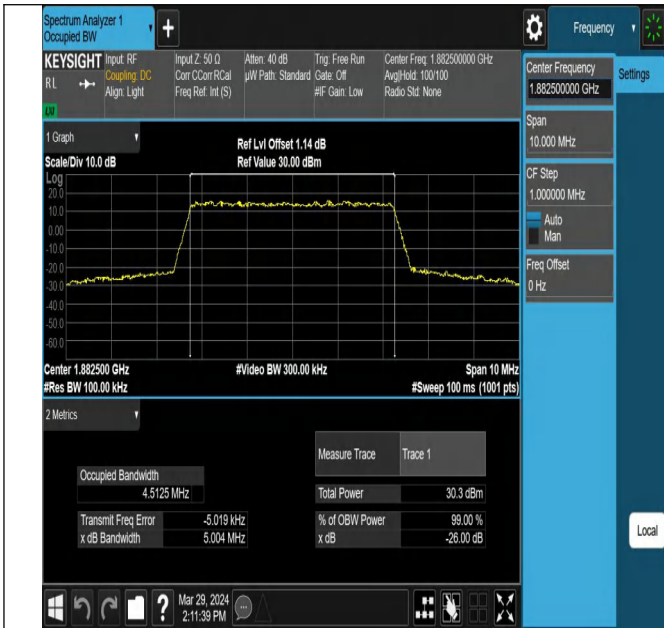 Spectrum Analyzer 1
Occupied BW
+
Frequency
KEYSIGHT
RL
LXI
Input: RF
Coupling: DC
Align: Light
Input Z: 50 Ω
Corr CCorr RCal
Freq Ref: Int (S)
Atten: 40 dB
µW Path: Standard
Trig: Free Run
Gate: Off
#IF Gain: Low
Center Freq: 1.882500000 GHz
Avg|Hold: 100/100
Radio Std: None
Center Frequency
1.882500000 GHz
Settings
Span
10.000 MHz
CF Step
1.000000 MHz
Auto
Man
Freq Offset
0 Hz
1 Graph
Scale/Div 10.0 dB
Ref Lvl Offset 1.14 dB
Ref Value 30.00 dBm
Log
20.0
10.0
0.00
-10.0
-20.0
-30.0
-40.0
-50.0
-60.0
Center 1.882500 GHz
#Video BW 300.00 kHz
Span 10 MHz
#Res BW 100.00 kHz
#Sweep 100 ms (1001 pts)
2 Metrics
Measure Trace
Trace 1
Occupied Bandwidth
4.5125 MHz
Total Power
30.3 dBm
Transmit Freq Error
-5.019 kHz
% of OBW Power
99.00 %
x dB Bandwidth
5.004 MHz
x dB
-26.00 dB
Local
?
Mar 29, 2024
2:11:39 PM